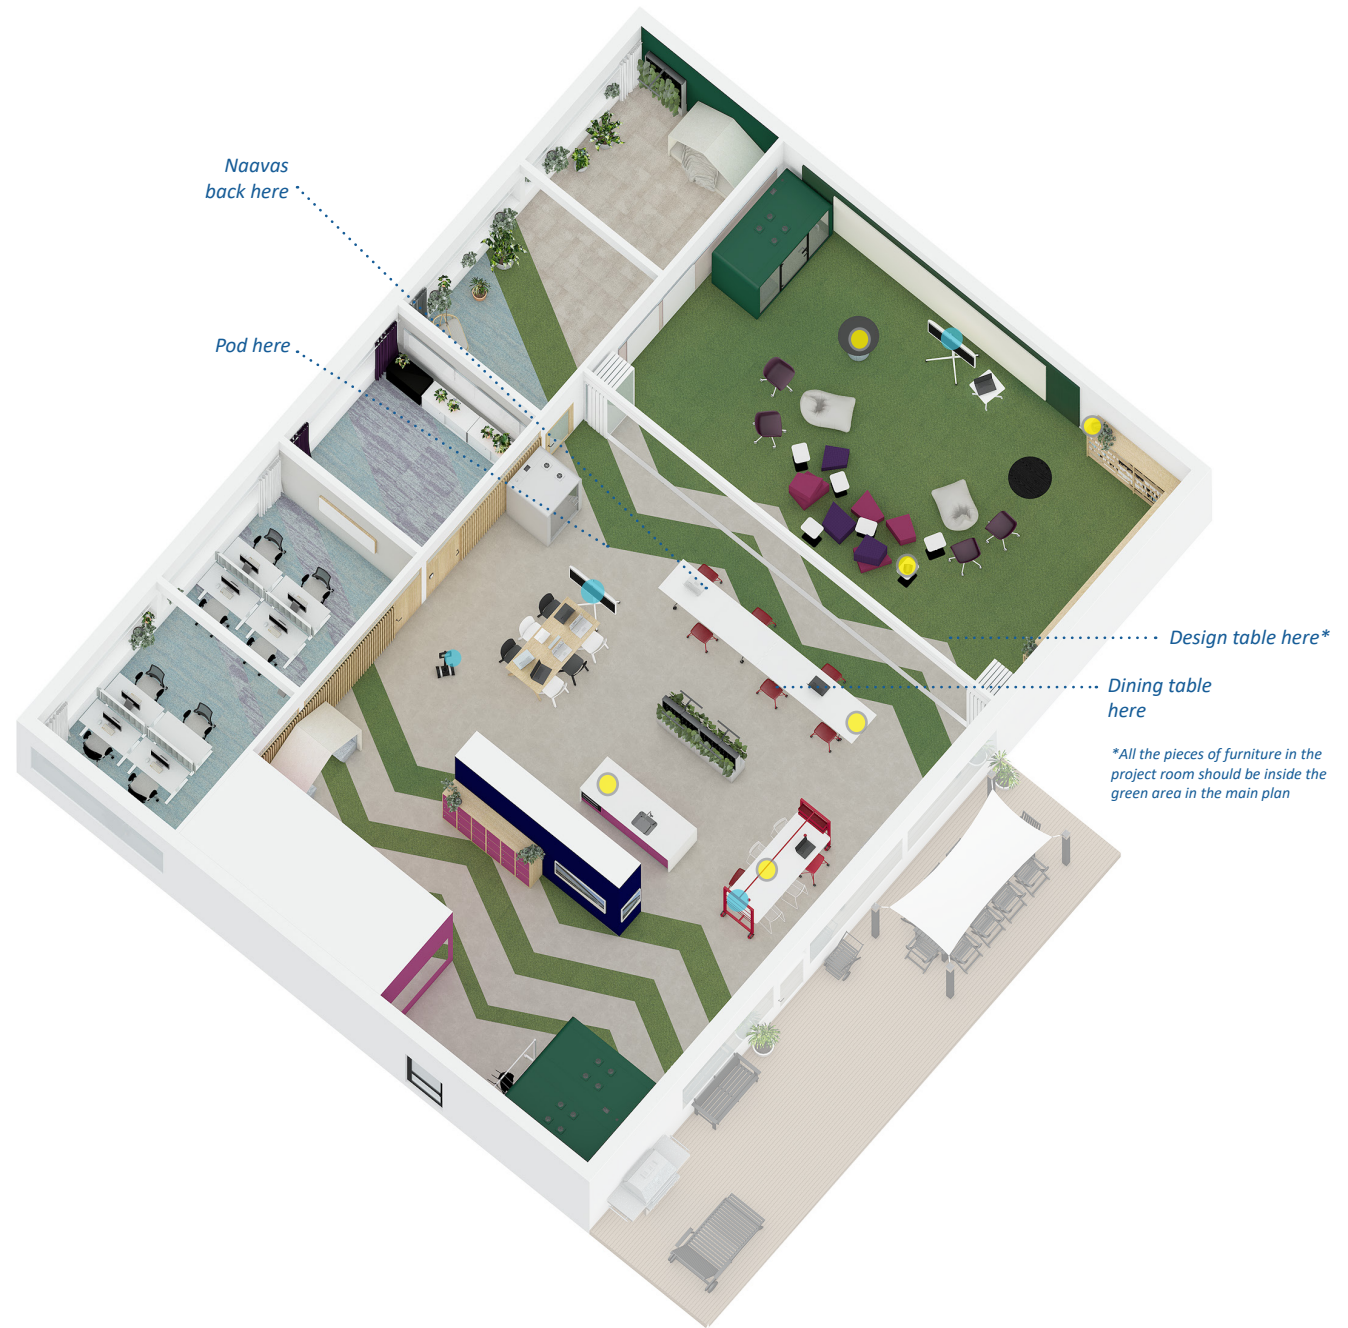 Naavas
back here
Pod here
Design table here*
Dining table
here
*All the pieces of furniture in the
project room should be inside the
green area in the main plan